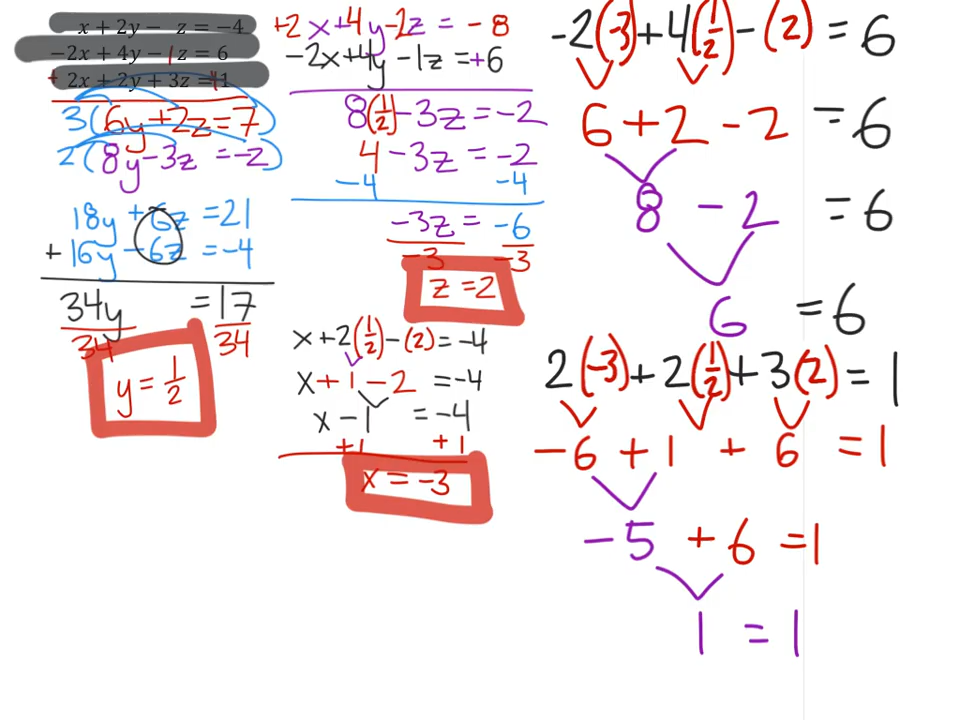 x + 2y − z = −4
−2x + 4y − 1z = 6
+ 2x + 2y + 3z = 1
3(6y+2z=7)
2(8y−3z =−2)
18y + 6z =21
+ 16y − 6z =−4
34y =17
34 34
y = 1/2
+2x+4y−2z = −8
−2x+4y −1z =+6
8(1/2)−3z =−2
4 −3z =−2
−4 −4
−3z = −6
−3 −3
z =2
x+2(1/2)−(2)=−4
x +1 −2 =−4
x −1 =−4
+1 +1
x = −3
-2(-3)+4(1/2)−(2) = 6
6 +2 −2 =6
8 −2 =6
6 =6
2(-3)+2(1/2)+3(2)= 1
−6 +1 + 6 =1
−5 +6 =1
1 = 1